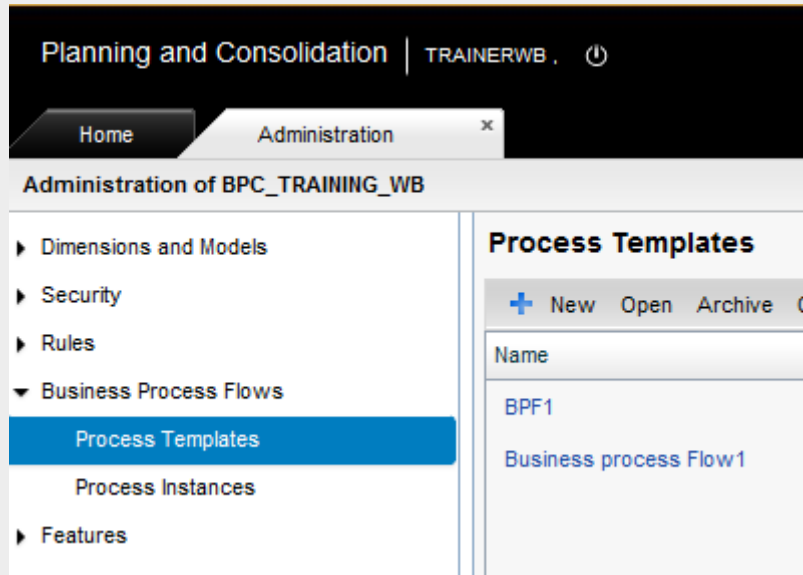 Planning and Consolidation | TRAINERWB ,
Home Administration
Administration of BPC_TRAINING_WB
Dimensions and Models
Security
Rules
Business Process Flows
Process Templates
Process Instances
Features
Process Templates
New Open Archive
Name
BPF1
Business process Flow1